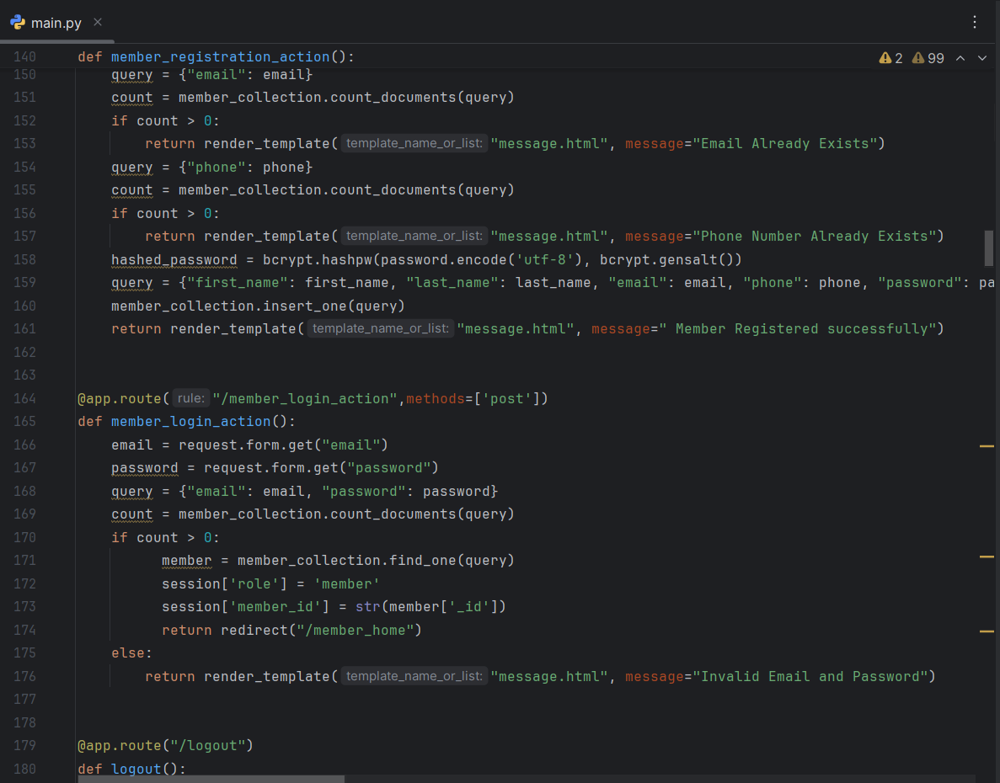 main.py
140 def member_registration_action(): 2 99
150 query = {"email": email}
151 count = member_collection.count_documents(query)
152 if count > 0:
153 return render_template( template_name_or_list: "message.html", message="Email Already Exists")
154 query = {"phone": phone}
155 count = member_collection.count_documents(query)
156 if count > 0:
157 return render_template( template_name_or_list: "message.html", message="Phone Number Already Exists")
158 hashed_password = bcrypt.hashpw(password.encode('utf-8'), bcrypt.gensalt())
159 query = {"first_name": first_name, "last_name": last_name, "email": email, "phone": phone, "password": pa
160 member_collection.insert_one(query)
161 return render_template( template_name_or_list: "message.html", message=" Member Registered successfully")
162
163
164 @app.route( rule: "/member_login_action",methods=['post'])
165 def member_login_action():
166 email = request.form.get("email")
167 password = request.form.get("password")
168 query = {"email": email, "password": password}
169 count = member_collection.count_documents(query)
170 if count > 0:
171 member = member_collection.find_one(query)
172 session['role'] = 'member'
173 session['member_id'] = str(member['_id'])
174 return redirect("/member_home")
175 else:
176 return render_template( template_name_or_list: "message.html", message="Invalid Email and Password")
177
178
179 @app.route("/logout")
180 def logout():